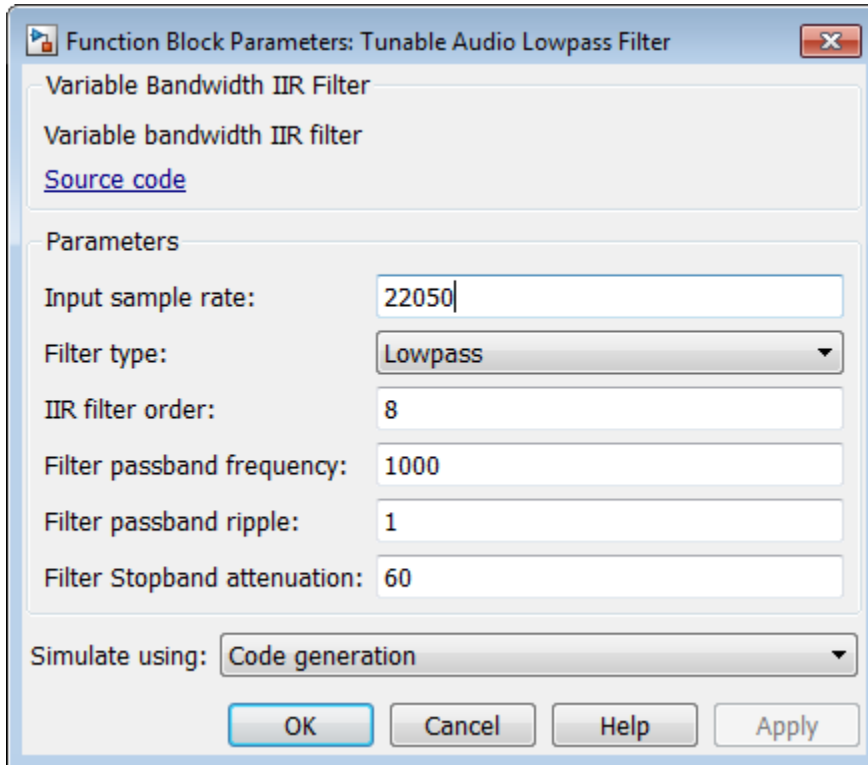 Function Block Parameters: Tunable Audio Lowpass Filter
Variable Bandwidth IIR Filter
Variable bandwidth IIR filter
Source code
Parameters
Input sample rate: 22050
Filter type: Lowpass
IIR filter order: 8
Filter passband frequency: 1000
Filter passband ripple: 1
Filter Stopband attenuation: 60
Simulate using: Code generation
OK Cancel Help Apply